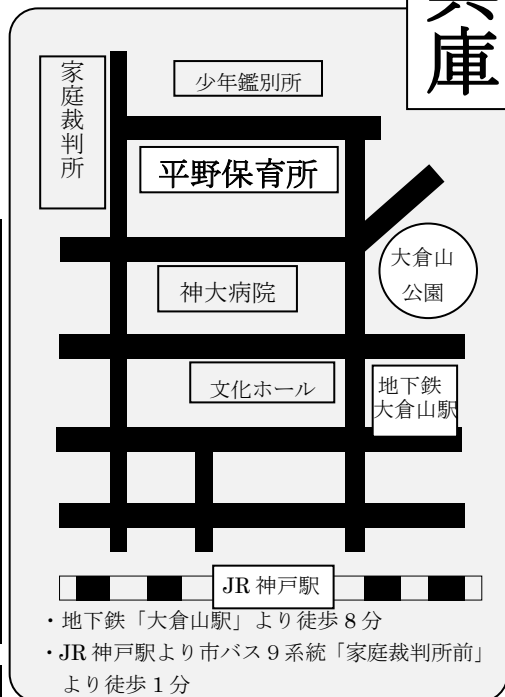 兵庫
家庭裁判所
少年鑑別所
平野保育所
大倉山
公園
神大病院
文化ホール
地下鉄
大倉山駅
JR 神戸駅
・地下鉄「大倉山駅」より徒歩８分
・JR 神戸駅より市バス９系統「家庭裁判所前」
より徒歩１分